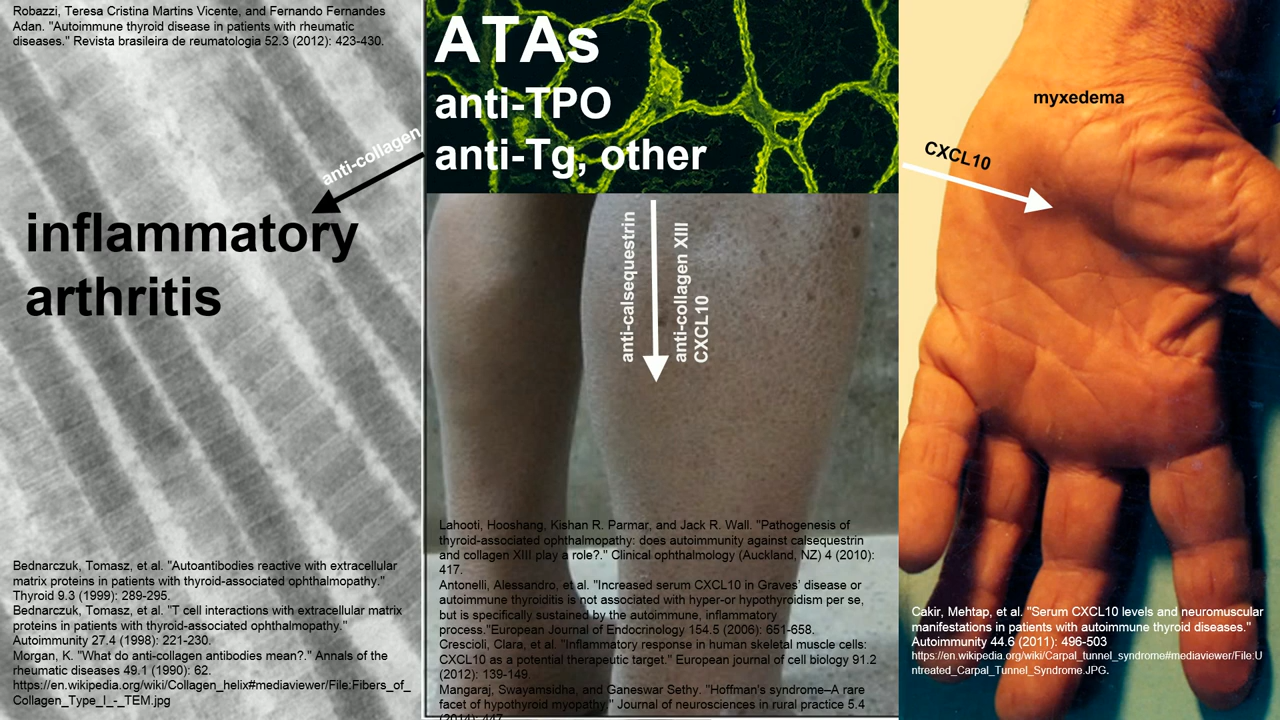 Robazzi, Teresa Cristina Martins Vicente, and Fernando Fernandes
Adan. "Autoimmune thyroid disease in patients with rheumatic
diseases." Revista brasileira de reumatologia 52.3 (2012): 423-430.
anti-collagen
inflammatory
arthritis
Bednarczuk, Tomasz, et al. "Autoantibodies reactive with extracellular
matrix proteins in patients with thyroid-associated ophthalmopathy."
Thyroid 9.3 (1999): 289-295.
Bednarczuk, Tomasz, et al. "T cell interactions with extracellular matrix
proteins in patients with thyroid-associated ophthalmopathy."
Autoimmunity 27.4 (1998): 221-230.
Morgan, K. "What do anti-collagen antibodies mean?." Annals of the
rheumatic diseases 49.1 (1990): 62.
https://en.wikipedia.org/wiki/Collagen_helix#mediaviewer/File:Fibers_of_
Collagen_Type_I_-_TEM.jpg
ATAs
anti-TPO
anti-Tg, other
anti-calsequestrin
anti-collagen XIII
CXCL10
Lahooti, Hooshang, Kishan R. Parmar, and Jack R. Wall. "Pathogenesis of
thyroid-associated ophthalmopathy: does autoimmunity against calsequestrin
and collagen XIII play a role?." Clinical ophthalmology (Auckland, NZ) 4 (2010):
417.
Antonelli, Alessandro, et al. "Increased serum CXCL10 in Graves' disease or
autoimmune thyroiditis is not associated with hyper-or hypothyroidism per se,
but is specifically sustained by the autoimmune, inflammatory
process."European Journal of Endocrinology 154.5 (2006): 651-658.
Crescioli, Clara, et al. "Inflammatory response in human skeletal muscle cells:
CXCL10 as a potential therapeutic target." European journal of cell biology 91.2
(2012): 139-149.
Mangaraj, Swayamsidha, and Ganeswar Sethy. "Hoffman's syndrome–A rare
facet of hypothyroid myopathy." Journal of neurosciences in rural practice 5.4
(2014): 447.
myxedema
CXCL10
Cakir, Mehtap, et al. "Serum CXCL10 levels and neuromuscular
manifestations in patients with autoimmune thyroid diseases."
Autoimmunity 44.6 (2011): 496-503
https://en.wikipedia.org/wiki/Carpal_tunnel_syndrome#mediaviewer/File:U
ntreated_Carpal_Tunnel_Syndrome.JPG.